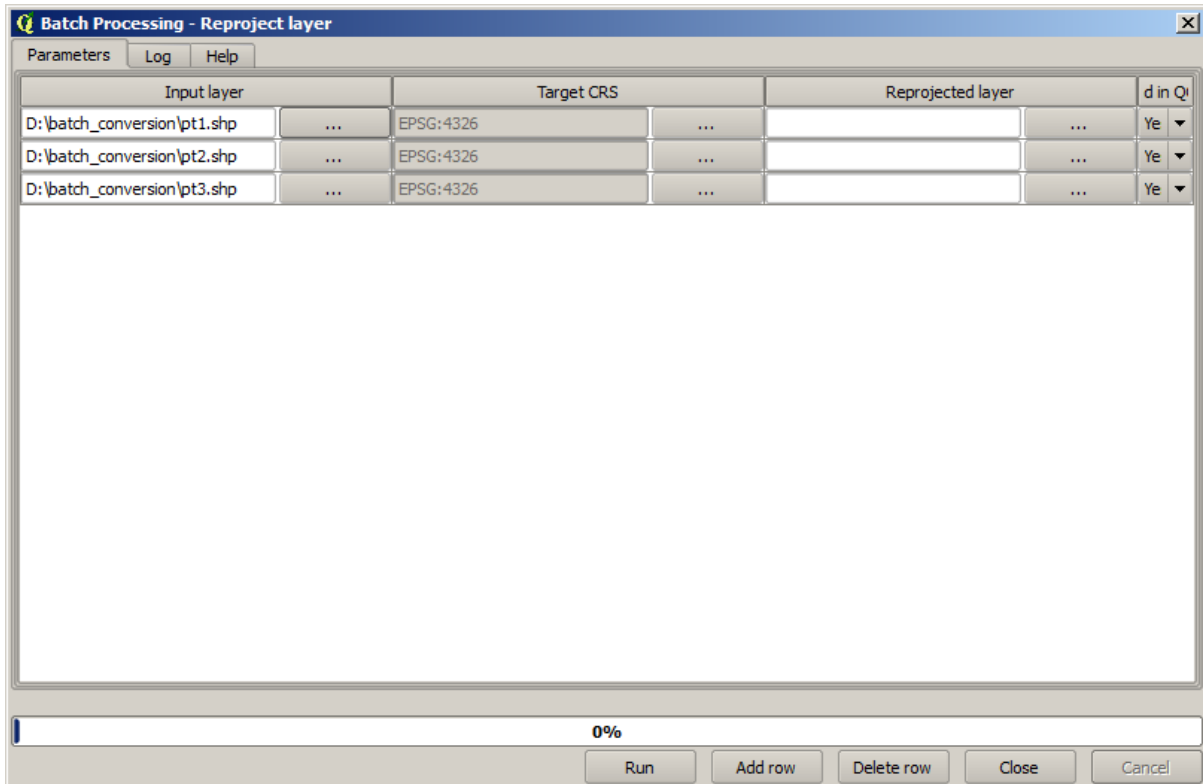 Batch Processing - Reproject layer
Parameters Log Help
Input layer Target CRS Reprojected layer d in Q
D:\batch_conversion\pt1.shp ... EPSG:4326 ... ... Ye
D:\batch_conversion\pt2.shp ... EPSG:4326 ... ... Ye
D:\batch_conversion\pt3.shp ... EPSG:4326 ... ... Ye
0%
Run Add row Delete row Close Cancel